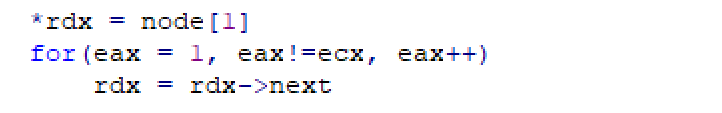 *rdx = node[1]
for(eax = 1, eax!=ecx, eax++)
rdx = rdx->next